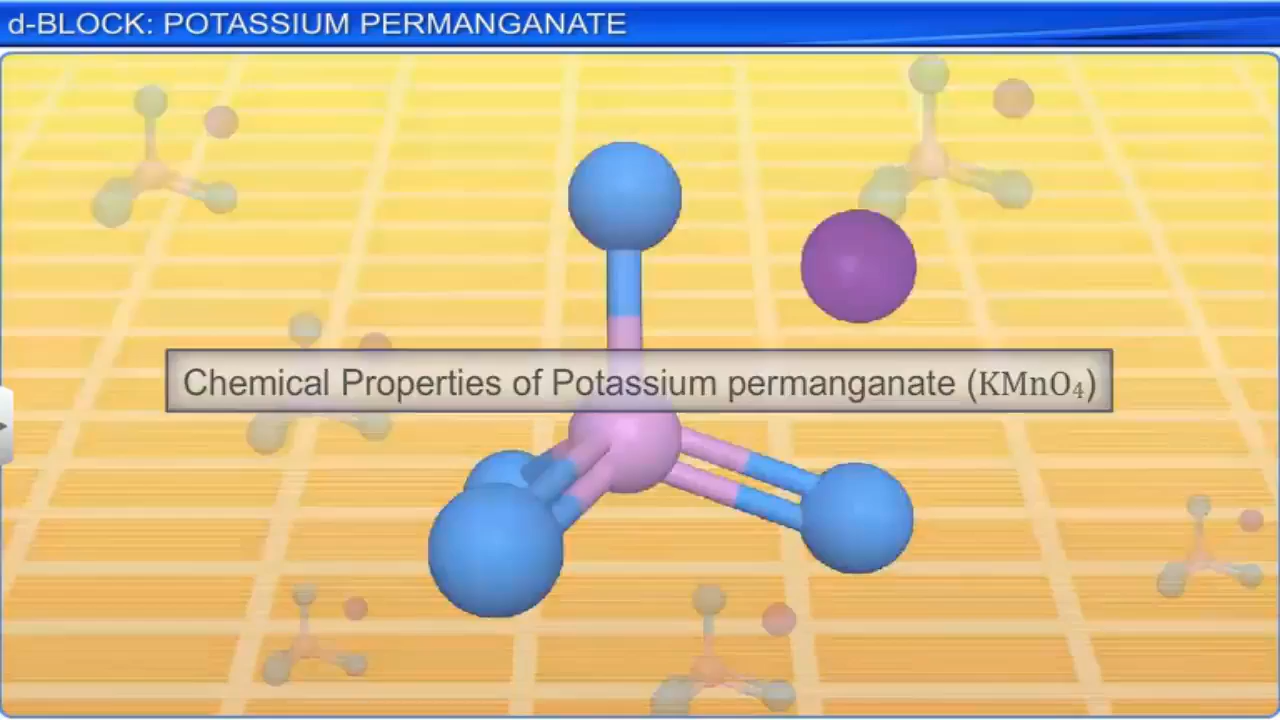 d-BLOCK: POTASSIUM PERMANGANATE
Chemical Properties of Potassium permanganate (KMnO₄)